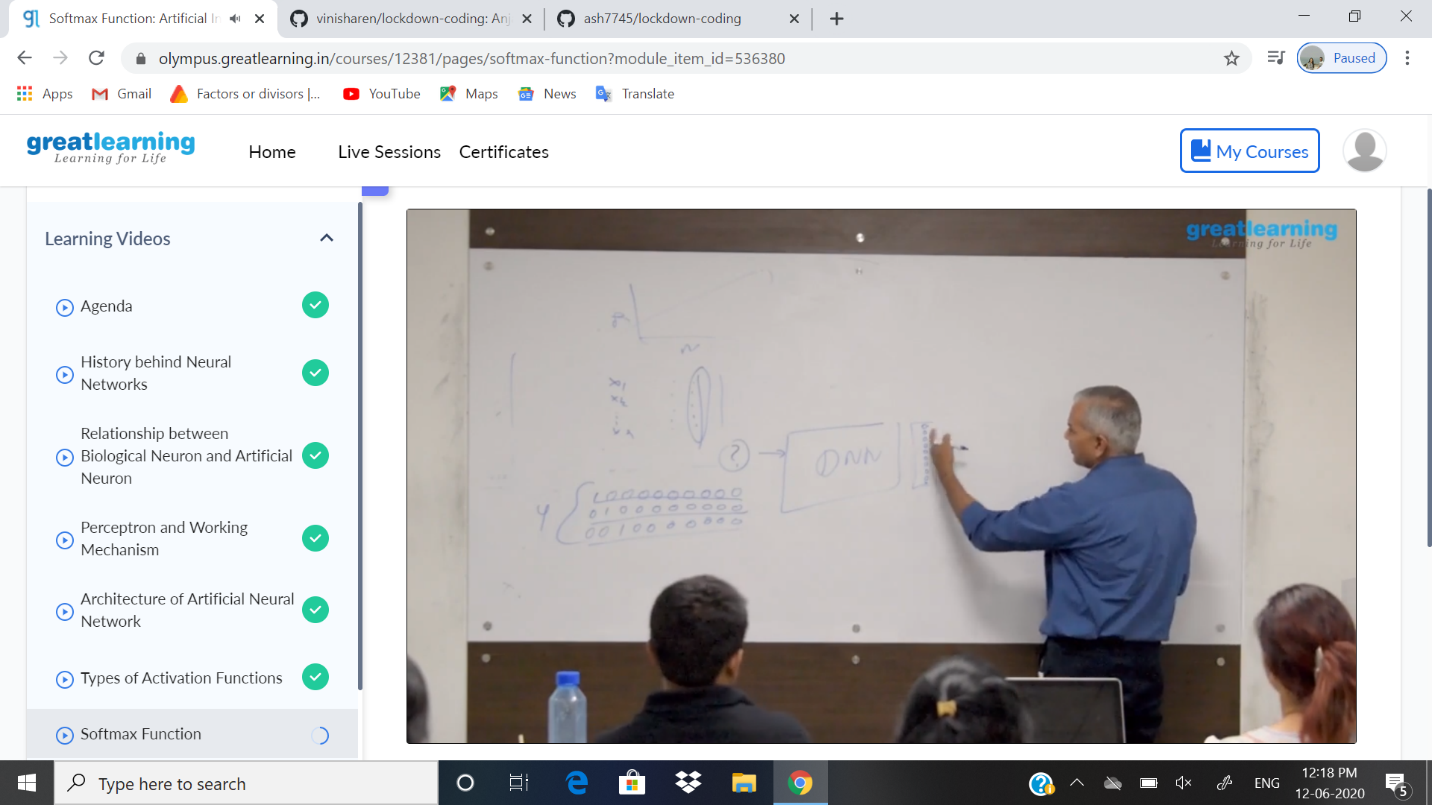 Softmax Function: Artificial In
vinisharen/lockdown-coding: Anj
ash7745/lockdown-coding
olympus.greatlearning.in/courses/12381/pages/softmax-function?module_item_id=536380
Paused
Apps
Gmail
Factors or divisors |...
YouTube
Maps
News
Translate
greatlearning
Learning for Life
Home
Live Sessions
Certificates
My Courses
Learning Videos
Agenda
History behind Neural
Networks
Relationship between
Biological Neuron and Artificial
Neuron
Perceptron and Working
Mechanism
Architecture of Artificial Neural
Network
Types of Activation Functions
Softmax Function
greatlearning
Learning for Life
x1
?
DNN
Y
1000000000
0100000000
0010000000
Type here to search
ENG
12:18 PM
12-06-2020
5